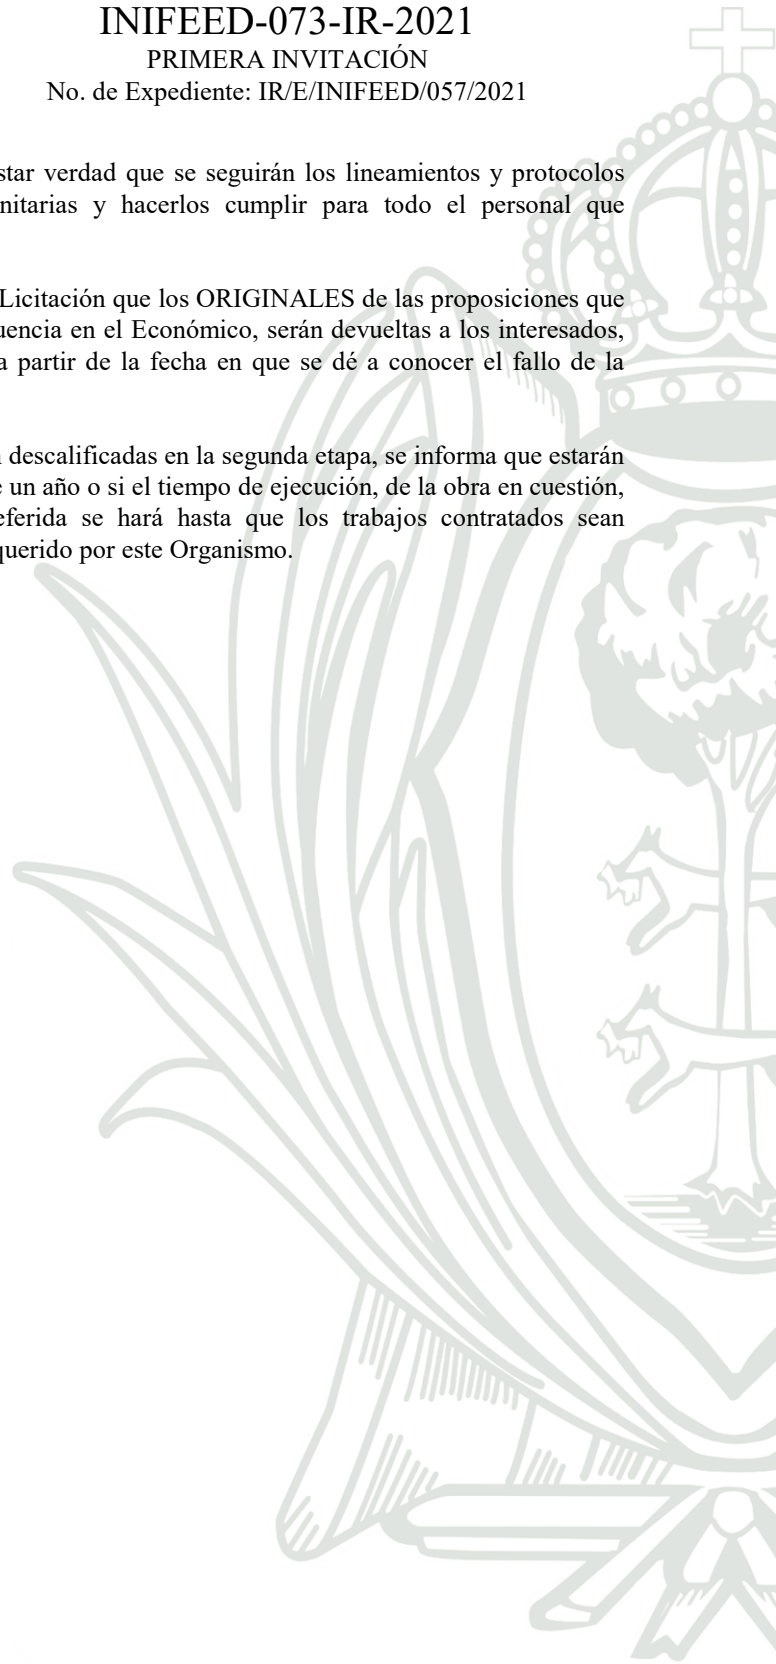 INIFEED-073-IR-2021
PRIMERA INVITACIÓN
No. de Expediente: IR/E/INIFEED/057/2021
star verdad que se seguirán los lineamientos y protocolos
nitarias y hacerlos cumplir para todo el personal que
Licitación que los ORIGINALES de las proposiciones que
uencia en el Económico, serán devueltas a los interesados,
a partir de la fecha en que se dé a conocer el fallo de la
descalificadas en la segunda etapa, se informa que estarán
e un año o si el tiempo de ejecución, de la obra en cuestión,
eferida se hará hasta que los trabajos contratados sean
querido por este Organismo.